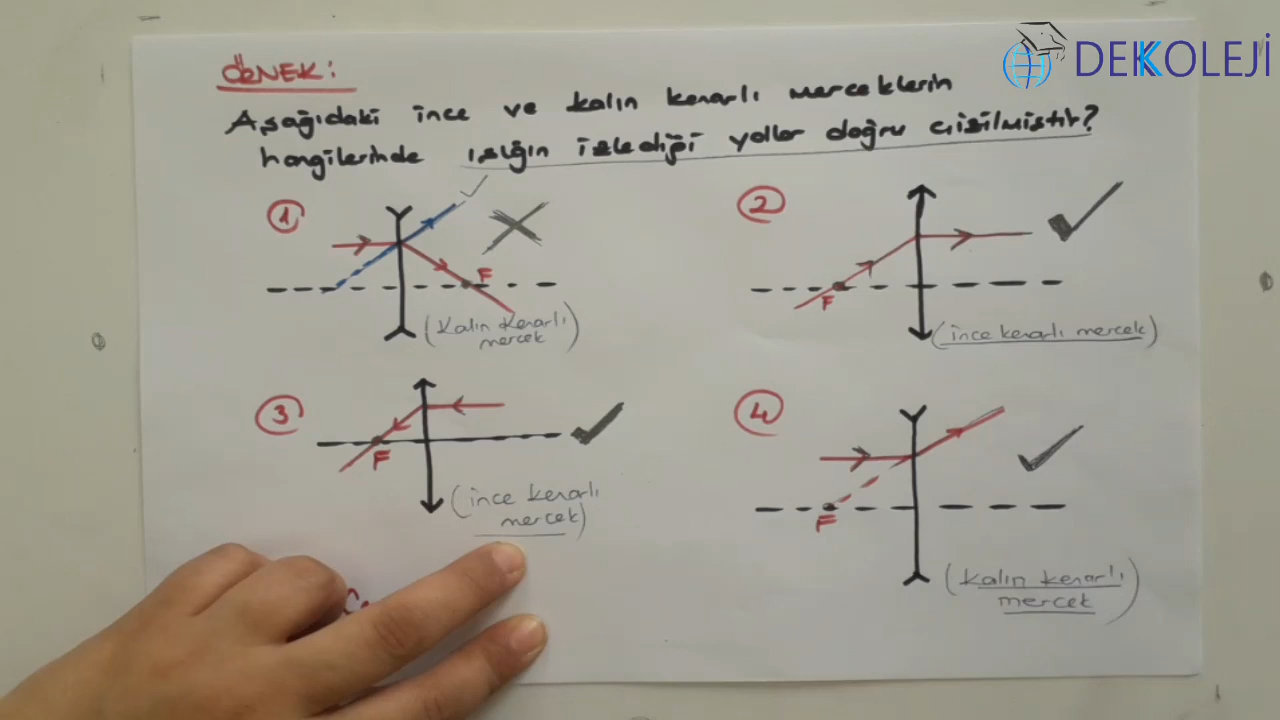 DEKKOLEJİ
ÖRNEK:
Aşağıdaki ince ve kalın kenarlı merceklerin
hangilerinde ışığın izlediği yollar doğru çizilmiştir?
1
F
(Kalın Kenarlı
mercek)
2
F
(ince kenarlı mercek)
3
F
(ince kenarlı
mercek)
4
F
(kalın kenarlı
mercek)